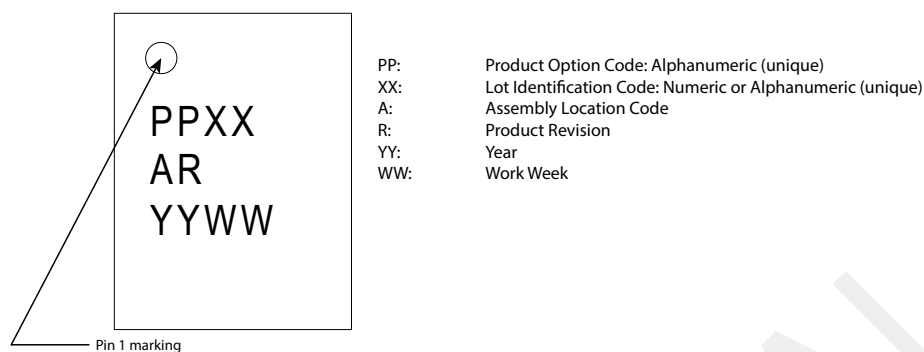 PPXX
AR
YYWW
Pin 1 marking
PP: Product Option Code: Alphanumeric (unique)
XX: Lot Identification Code: Numeric or Alphanumeric (unique)
A: Assembly Location Code
R: Product Revision
YY: Year
WW: Work Week